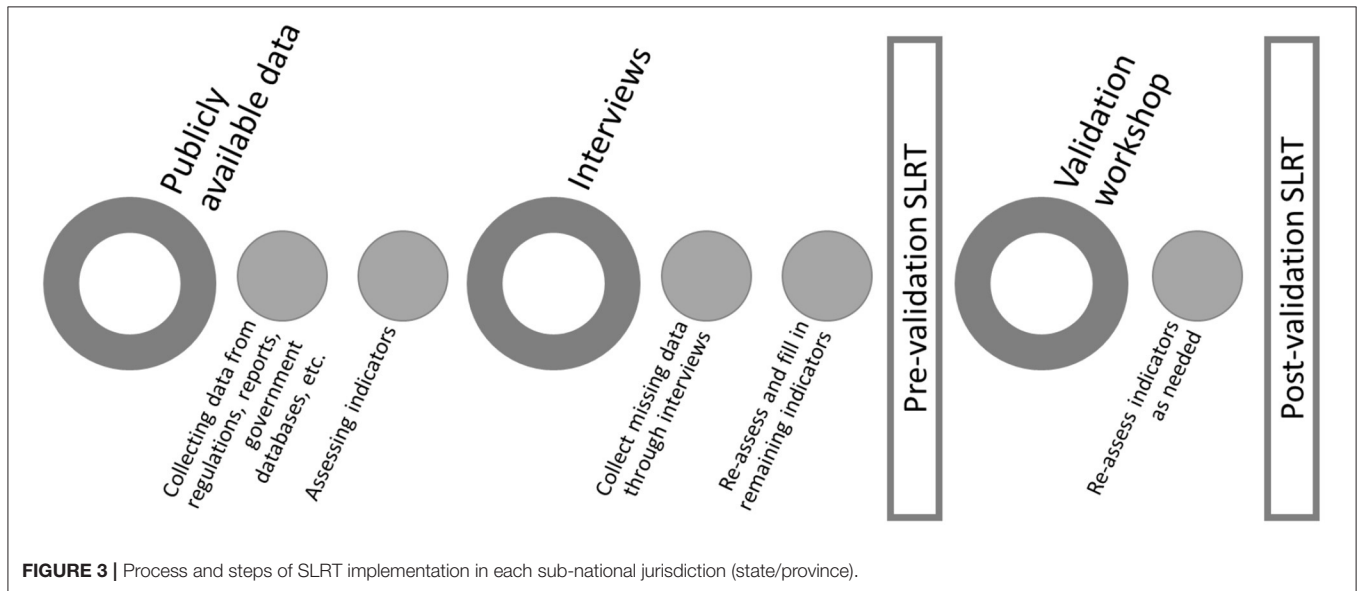 Publicly
available data
Collecting data from
regulations, reports,
government
databases, etc.
Assessing indicators
Interviews
Collect missing data
through interviews
Re-assess and fill in
remaining indicators
Pre-validation SLRT
Validation
workshop
Re-assess indicators
as needed
Post-validation SLRT
FIGURE 3 | Process and steps of SLRT implementation in each sub-national jurisdiction (state/province).